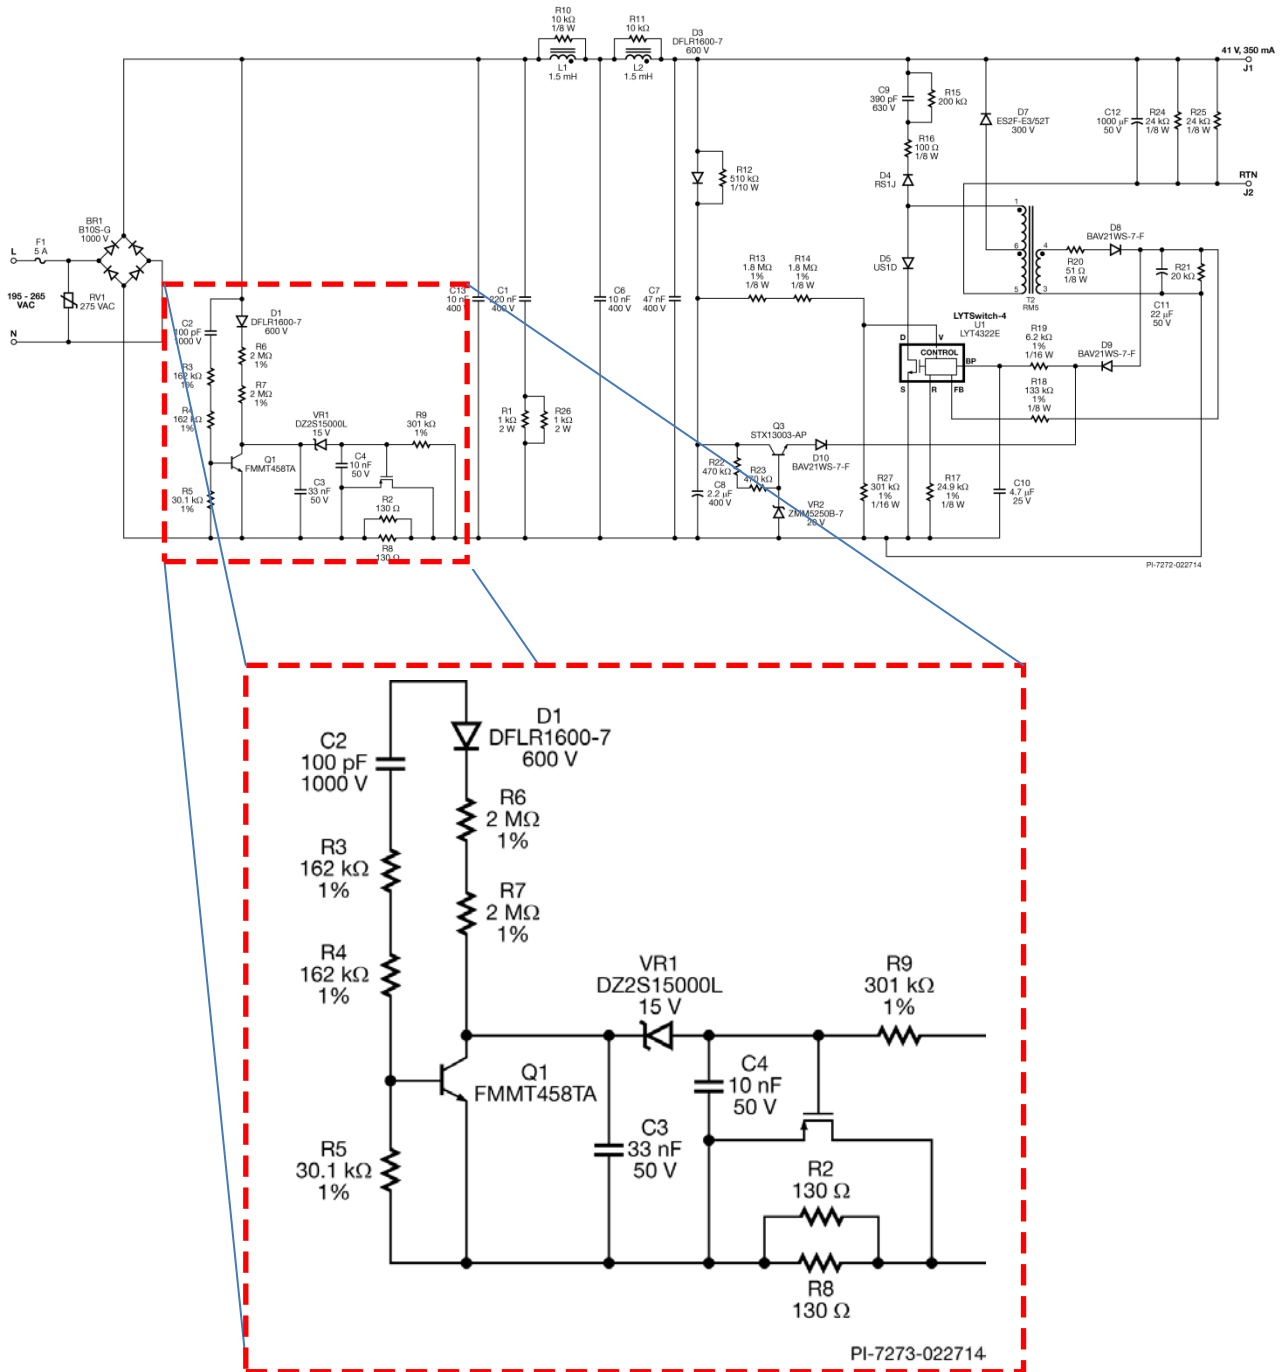 R10
10 kΩ
1/8 W
L1
1.5 mH
R11
10 kΩ
L2
1.5 mH
D3
DFLR1600-7
600 V
41 V, 350 mA
J1
C9
390 pF
630 V
R15
200 kΩ
D7
ES2F-E3/52T
300 V
C12
1000 µF
50 V
R24
24 kΩ
1/8 W
R25
24 kΩ
1/8 W
R16
100 Ω
1/8 W
R12
510 kΩ
1/10 W
D4
RS1J
RTN
J2
BR1
B10S-G
1000 V
L
F1
5 A
195 - 265
VAC
RV1
275 VAC
N
1
6
5
4
3
T2
RM5
D8
BAV21WS-7-F
R20
51 Ω
1/8 W
R21
20 kΩ
C11
22 µF
50 V
D5
US1D
R13
1.8 MΩ
1%
1/8 W
R14
1.8 MΩ
1%
1/8 W
C13
10 nF
400 V
C1
220 nF
400 V
C6
10 nF
400 V
C7
47 nF
400 V
LYTSwitch-4
U1
LYT4322E
D
V
CONTROL
BP
S
R
FB
R19
6.2 kΩ
1%
1/16 W
D9
BAV21WS-7-F
R18
133 kΩ
1%
1/8 W
C2
100 pF
1000 V
D1
DFLR1600-7
600 V
R6
2 MΩ
1%
R3
162 kΩ
1%
R7
2 MΩ
1%
R4
162 kΩ
1%
VR1
DZ2S15000L
15 V
R9
301 kΩ
1%
R1
1 kΩ
2 W
R26
1 kΩ
2 W
Q3
STX13003-AP
D10
BAV21WS-7-F
Q1
FMMT458TA
C4
10 nF
50 V
C3
33 nF
50 V
R5
30.1 kΩ
1%
R2
130 Ω
R8
130 Ω
R22
470 kΩ
R23
470 kΩ
C8
2.2 µF
400 V
VR2
ZMM5250B-7
20 V
R27
301 kΩ
1%
1/16 W
R17
24.9 kΩ
1%
1/8 W
C10
4.7 µF
25 V
PI-7272-022714
D1
DFLR1600-7
600 V
C2
100 pF
1000 V
R6
2 MΩ
1%
R3
162 kΩ
1%
R7
2 MΩ
1%
R4
162 kΩ
1%
VR1
DZ2S15000L
15 V
R9
301 kΩ
1%
Q1
FMMT458TA
C4
10 nF
50 V
C3
33 nF
50 V
R5
30.1 kΩ
1%
R2
130 Ω
R8
130 Ω
PI-7273-022714